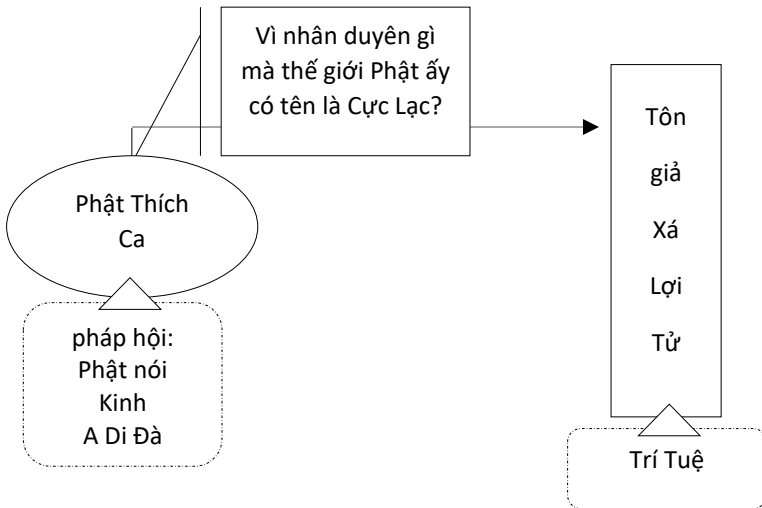 Vì nhân duyên gì
mà thế giới Phật ấy
có tên là Cực Lạc?
Phật Thích
Ca
pháp hội:
Phật nói
Kinh
A Di Đà
Tôn
giả
Xá
Lợi
Tử
Trí Tuệ